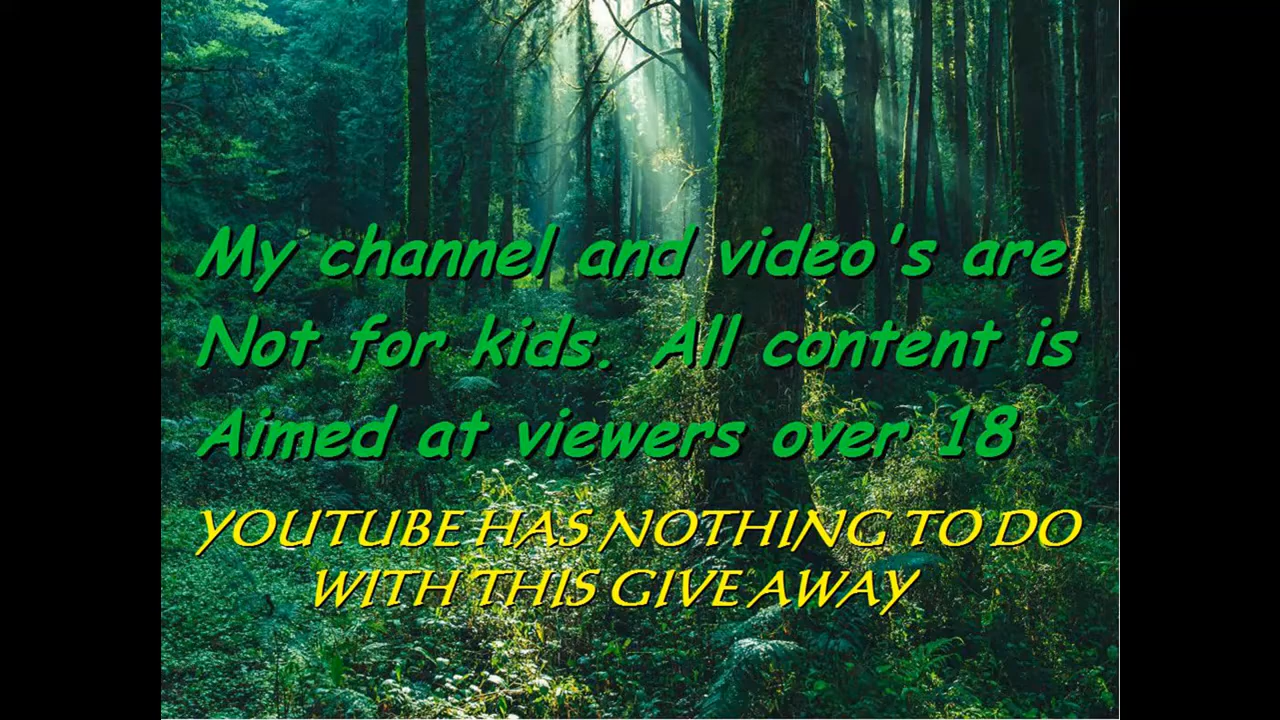 My channel and video's are
Not for kids. All content is
Aimed at viewers over 18
YOUTUBE HAS NOTHING TO DO
WITH THIS GIVE AWAY